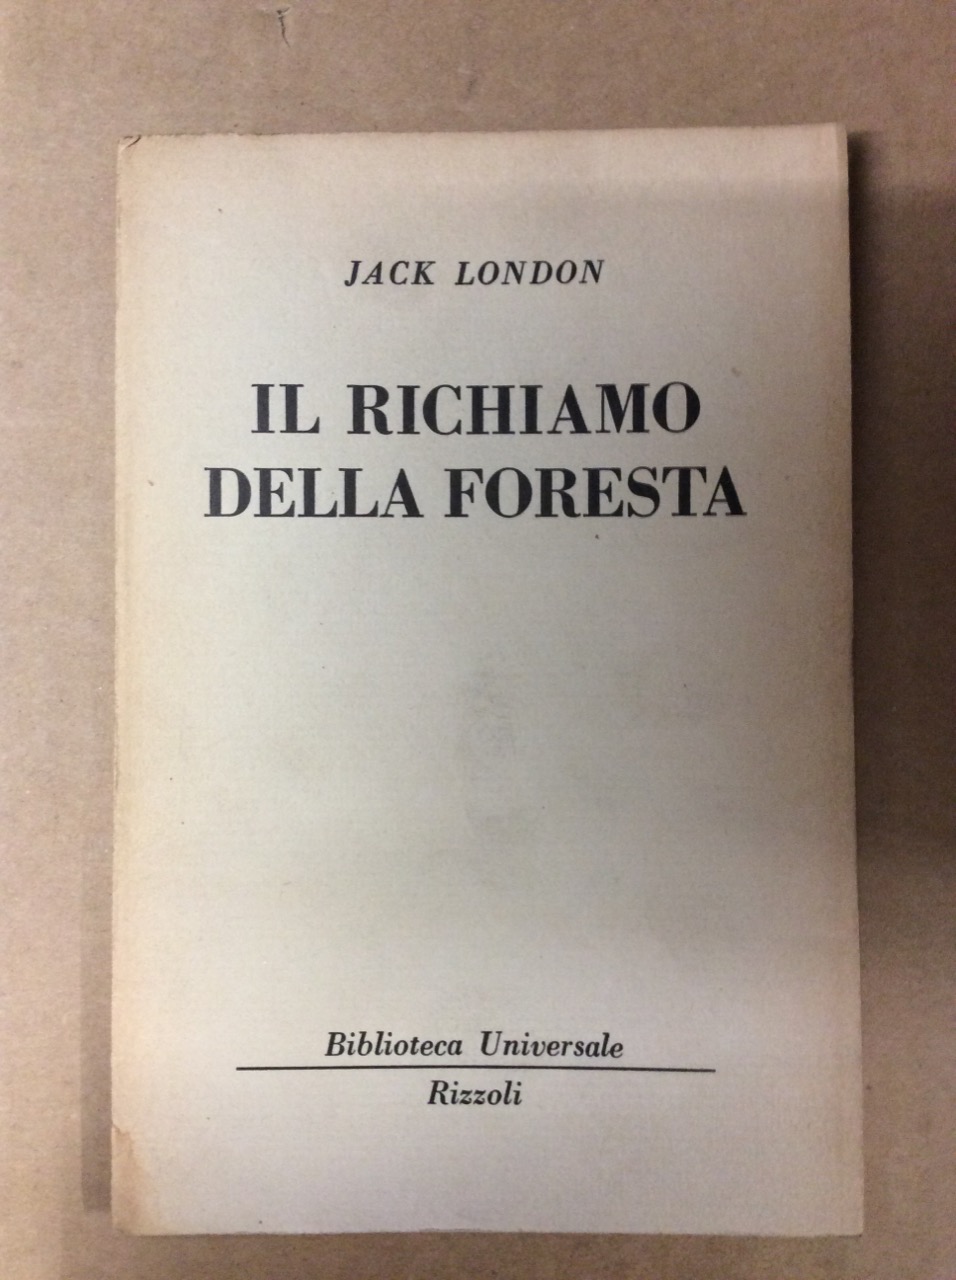 JACK LONDON
IL RICHIAMO
DELLA FORESTA
Biblioteca Universale
Rizzoli